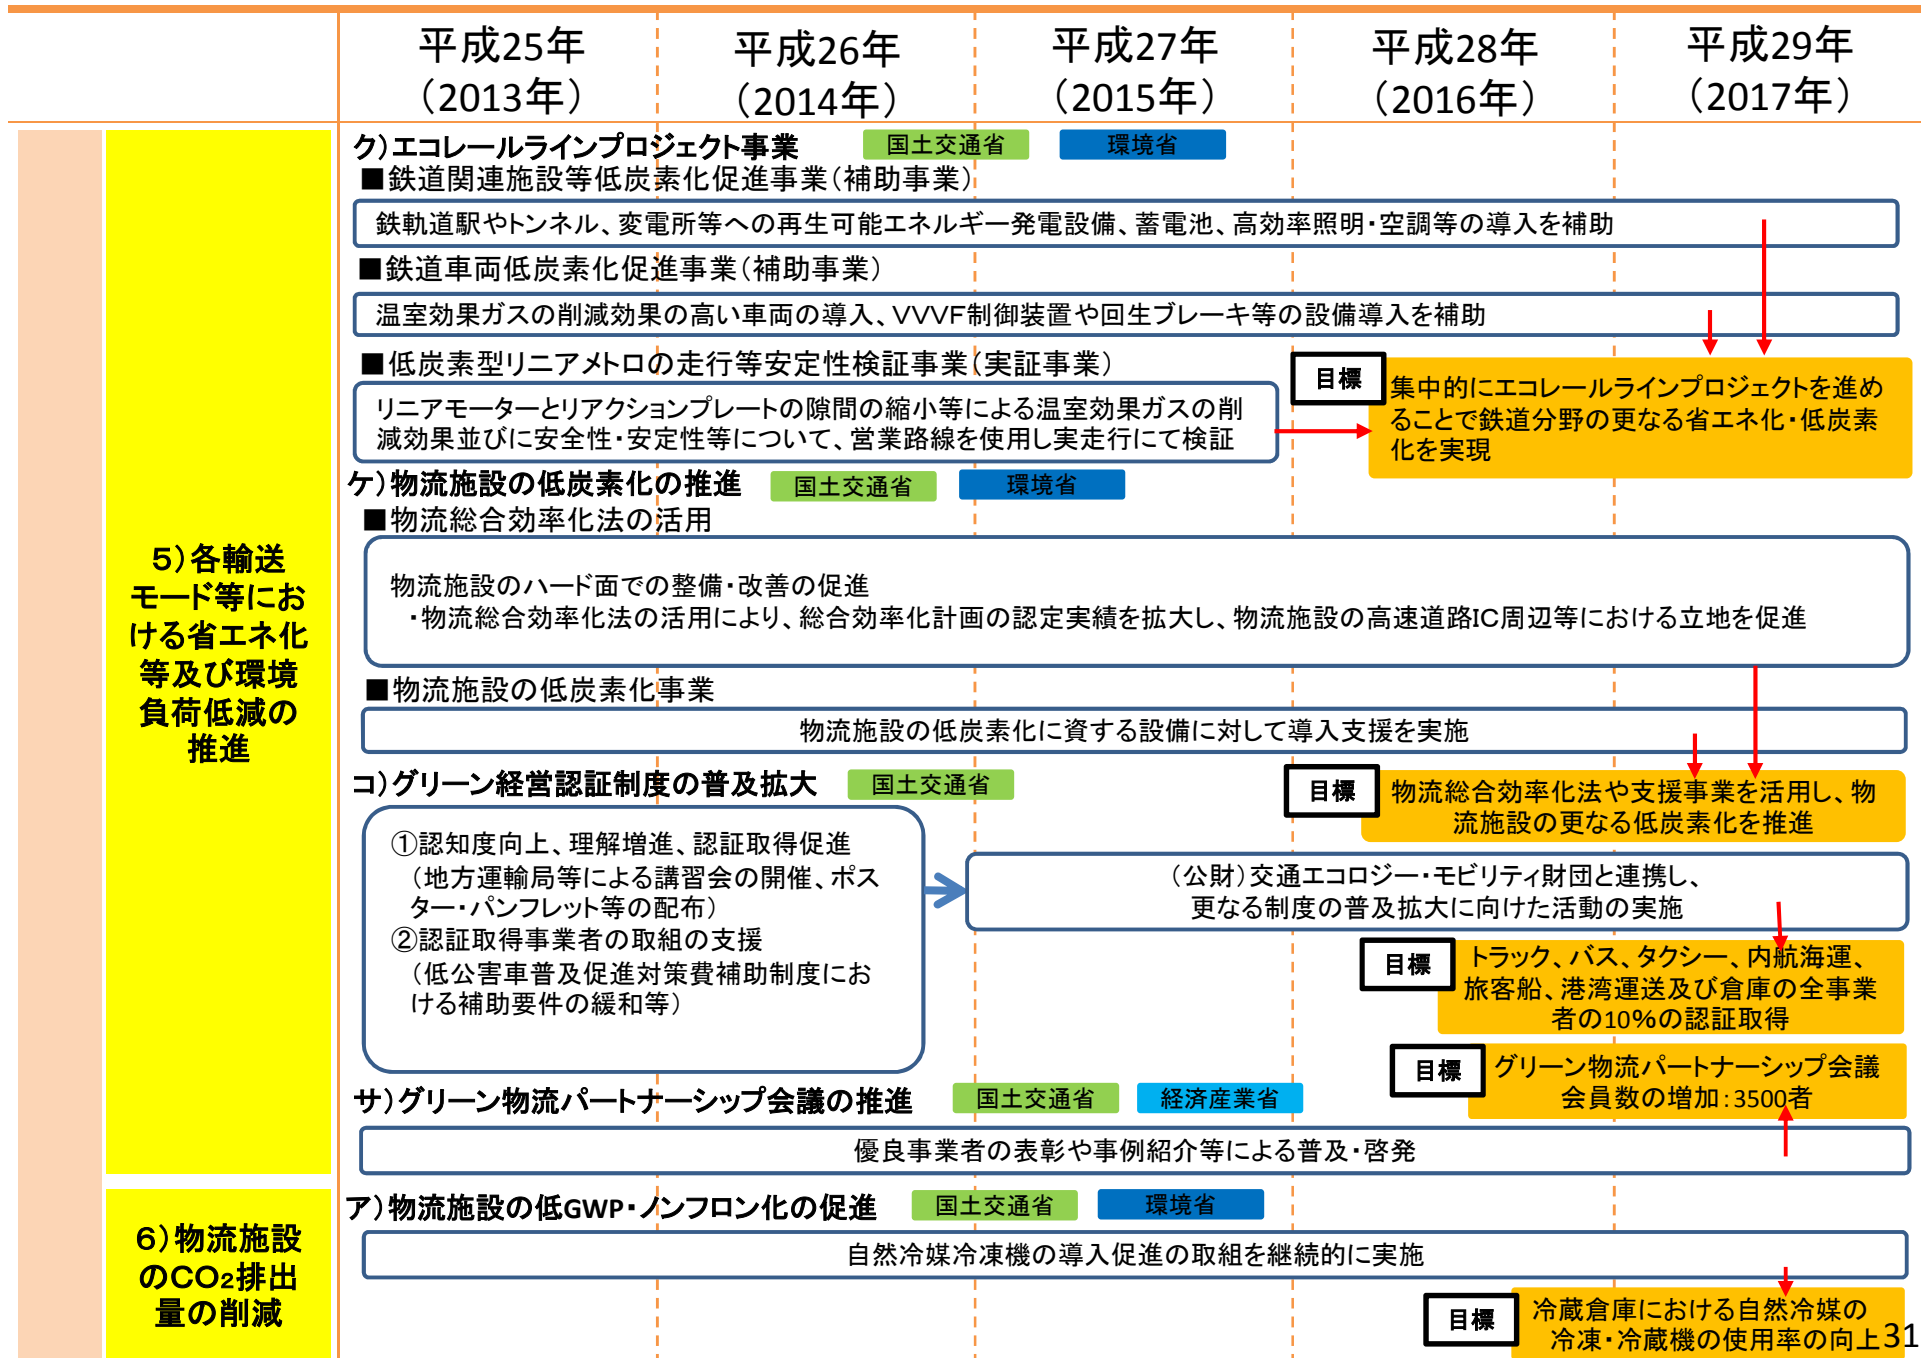 平成25年
（2013年）
平成26年
（2014年）
平成27年
（2015年）
平成28年
（2016年）
平成29年
（2017年）
５）各輸送
モード等にお
ける省エネ化
等及び環境
負荷低減の
推進
ク）エコレールラインプロジェクト事業
国土交通省
環境省
■鉄道関連施設等低炭素化促進事業（補助事業）
鉄軌道駅やトンネル、変電所等への再生可能エネルギー発電設備、蓄電池、高効率照明・空調等の導入を補助
■鉄道車両低炭素化促進事業（補助事業）
温室効果ガスの削減効果の高い車両の導入、VVVF制御装置や回生ブレーキ等の設備導入を補助
■低炭素型リニアメトロの走行等安定性検証事業（実証事業）
リニアモーターとリアクションプレートの隙間の縮小等による温室効果ガスの削
減効果並びに安全性・安定性等について、営業路線を使用し実走行にて検証
目標
集中的にエコレールラインプロジェクトを進め
ることで鉄道分野の更なる省エネ化・低炭素
化を実現
ケ）物流施設の低炭素化の推進
国土交通省
環境省
■物流総合効率化法の活用
物流施設のハード面での整備・改善の促進
・物流総合効率化法の活用により、総合効率化計画の認定実績を拡大し、物流施設の高速道路IC周辺等における立地を促進
■物流施設の低炭素化事業
物流施設の低炭素化に資する設備に対して導入支援を実施
目標
物流総合効率化法や支援事業を活用し、物
流施設の更なる低炭素化を推進
コ）グリーン経営認証制度の普及拡大
国土交通省
①認知度向上、理解増進、認証取得促進
（地方運輸局等による講習会の開催、ポス
ター・パンフレット等の配布）
②認証取得事業者の取組の支援
（低公害車普及促進対策費補助制度にお
ける補助要件の緩和等）
（公財）交通エコロジー・モビリティ財団と連携し、
更なる制度の普及拡大に向けた活動の実施
目標
トラック、バス、タクシー、内航海運、
旅客船、港湾運送及び倉庫の全事業
者の10％の認証取得
サ）グリーン物流パートナーシップ会議の推進
国土交通省
経済産業省
目標
グリーン物流パートナーシップ会議
会員数の増加：3500者
優良事業者の表彰や事例紹介等による普及・啓発
６）物流施設
のCO₂排出
量の削減
ア）物流施設の低GWP・ノンフロン化の促進
国土交通省
環境省
自然冷媒冷凍機の導入促進の取組を継続的に実施
目標
冷蔵倉庫における自然冷媒の
冷凍・冷蔵機の使用率の向上
31